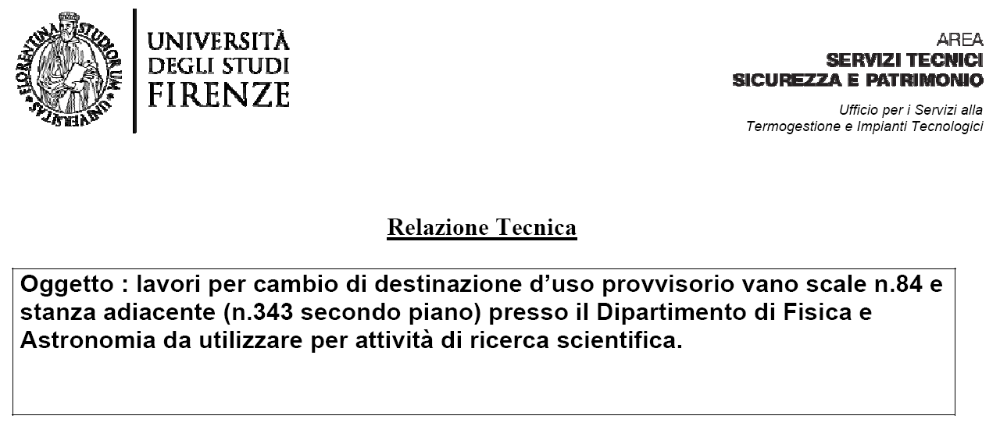 FLORENTINA STUDIORUM UNIVERSITAS
UNIVERSITÀ
DEGLI STUDI
FIRENZE
AREA
SERVIZI TECNICI
SICUREZZA E PATRIMONIO
Ufficio per i Servizi alla
Termogestione e Impianti Tecnologici
Relazione Tecnica
Oggetto : lavori per cambio di destinazione d’uso provvisorio vano scale n.84 e
stanza adiacente (n.343 secondo piano) presso il Dipartimento di Fisica e
Astronomia da utilizzare per attività di ricerca scientifica.